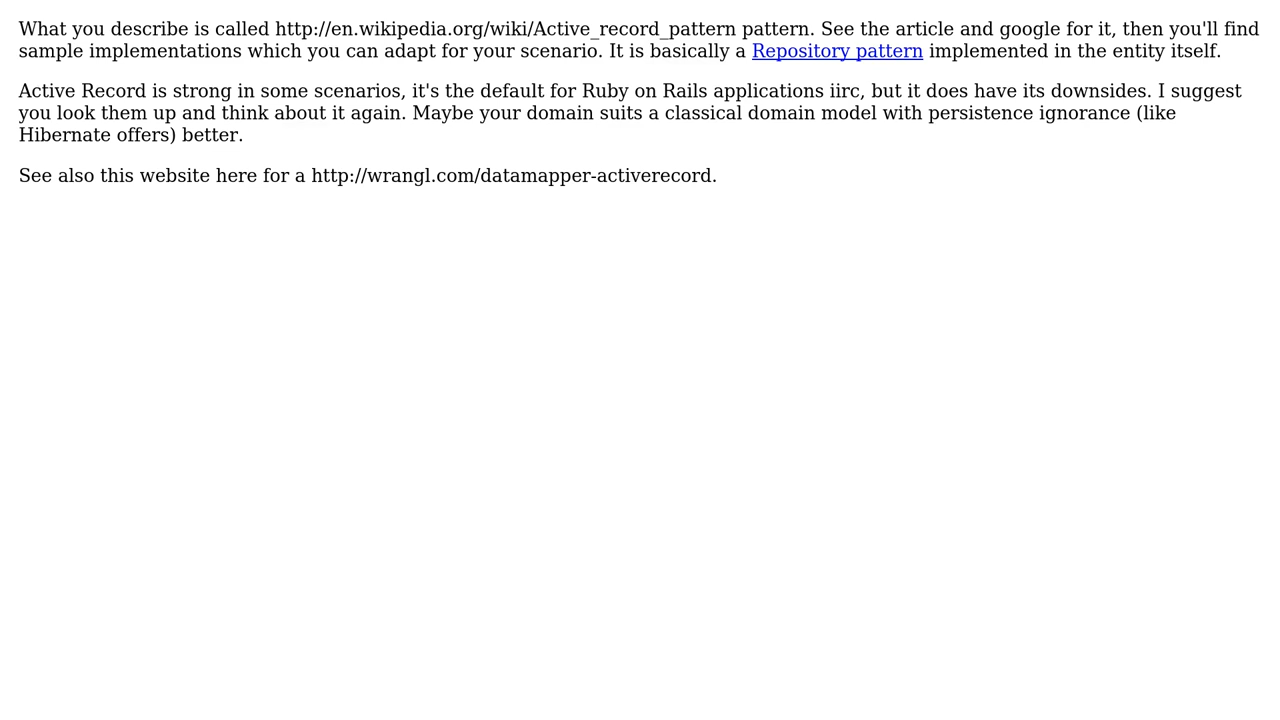 What you describe is called http://en.wikipedia.org/wiki/Active_record_pattern pattern. See the article and google for it, then you'll find
sample implementations which you can adapt for your scenario. It is basically a Repository pattern implemented in the entity itself.
Active Record is strong in some scenarios, it's the default for Ruby on Rails applications iirc, but it does have its downsides. I suggest
you look them up and think about it again. Maybe your domain suits a classical domain model with persistence ignorance (like
Hibernate offers) better.
See also this website here for a http://wrangl.com/datamapper-activerecord.